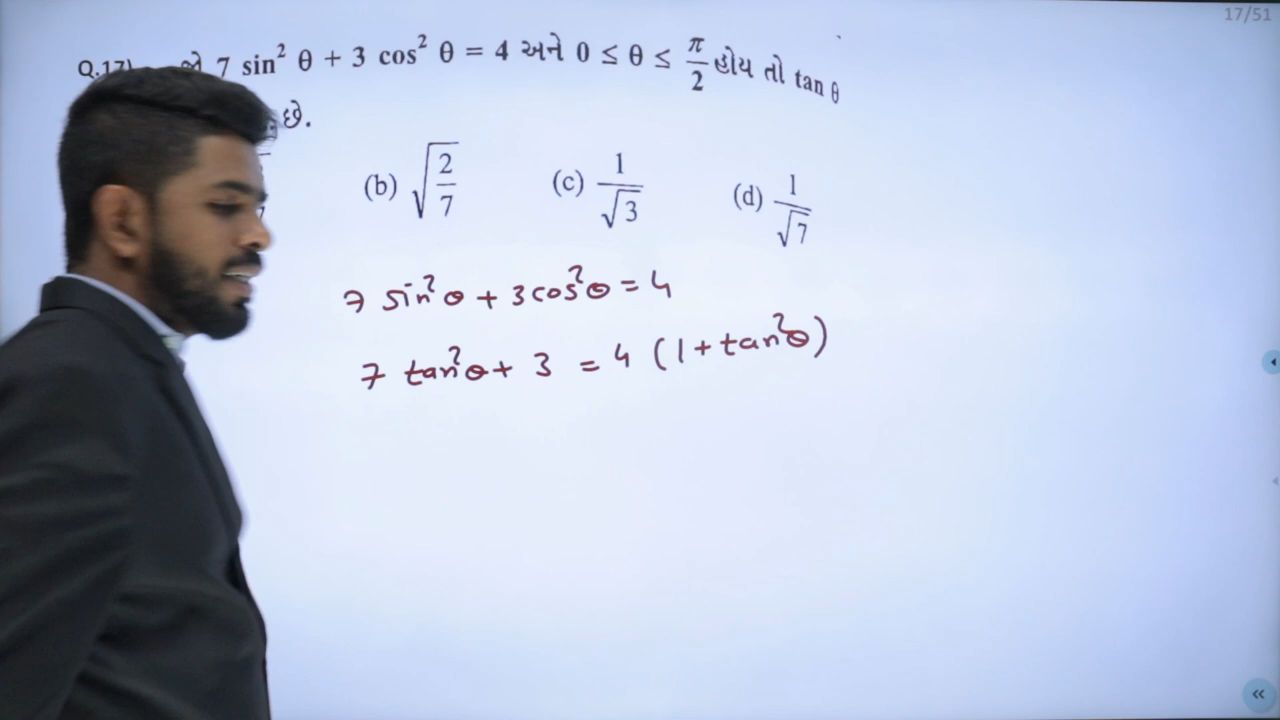 17/51
Q.17) જો 7 sin² θ + 3 cos² θ = 4 અને 0 ≤ θ ≤ π/2 હોય તો tan θ
છે.
(b) √(2/7) (c) 1/√3 (d) 1/√7
7 sin²θ + 3cos²θ = 4
7 tan²θ + 3 = 4 (1 + tan²θ)